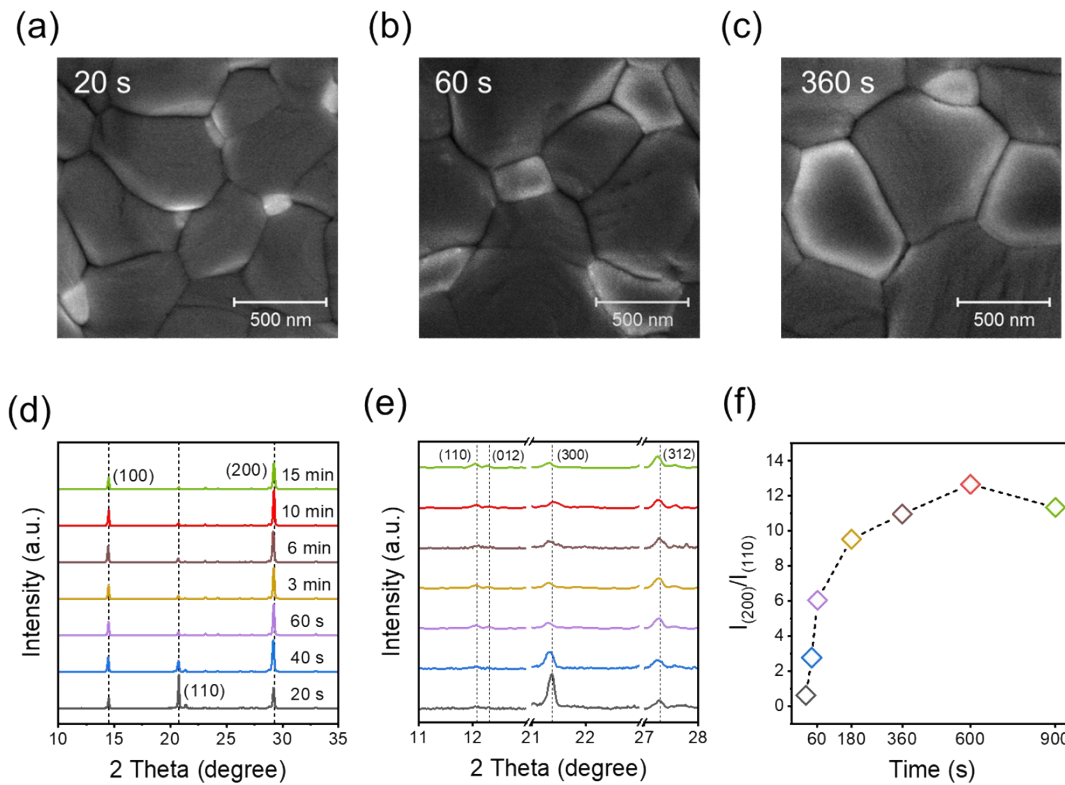 (a)
(b)
(c)
20 s
60 s
360 s
500 nm
500 nm
500 nm
(d)
(e)
(f)
Intensity (a.u.)
(100)
(200)
15 min
10 min
6 min
3 min
60 s
40 s
(110)
20 s
10 15 20 25 30 35
2 Theta (degree)
Intensity (a.u.)
(110)
(012)
(300)
(312)
11 12 21 22 27 28
2 Theta (degree)
I(200)/I(110)
14
12
10
8
6
4
2
0
60 180 360 600 900
Time (s)